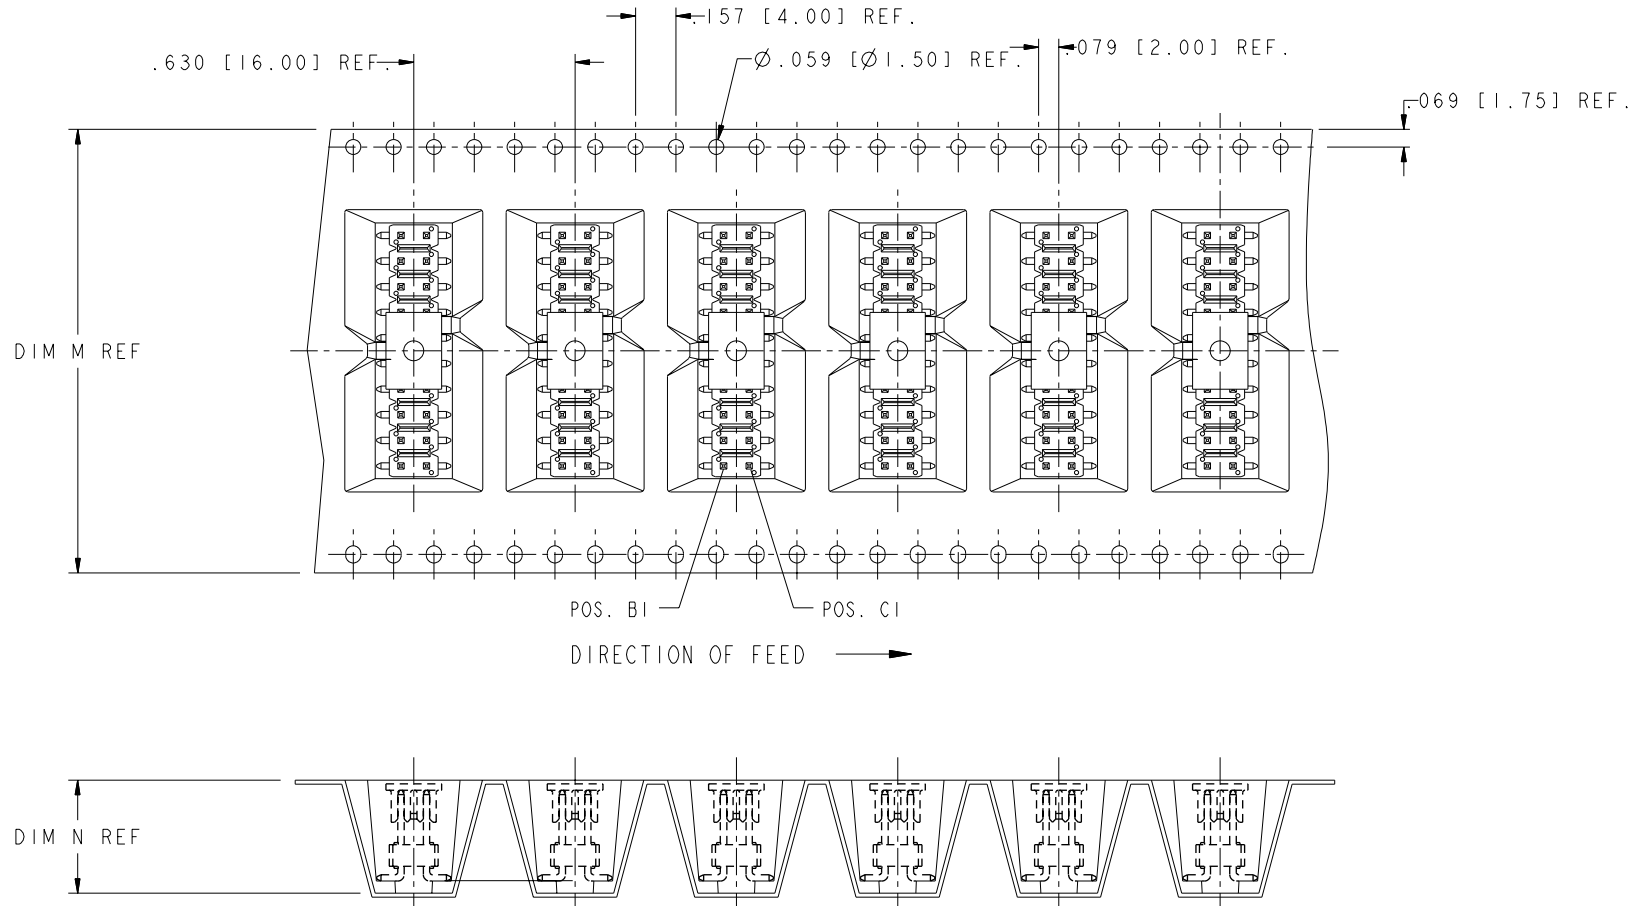 .157 [4.00] REF.
.630 [16.00] REF.
Ø.059 [Ø1.50] REF.
.079 [2.00] REF.
.069 [1.75] REF.
DIM M REF
POS. B1
POS. C1
DIRECTION OF FEED
DIM N REF